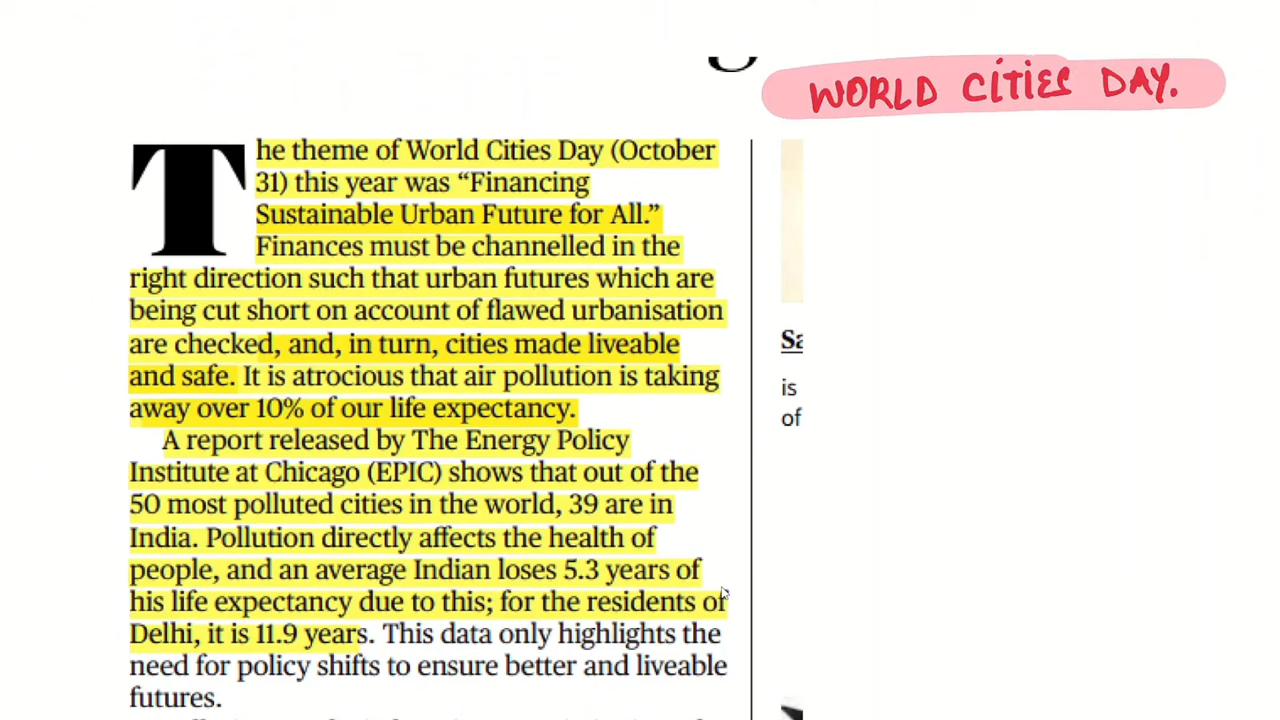 WORLD CITIES DAY.
The theme of World Cities Day (October
31) this year was “Financing
Sustainable Urban Future for All.”
Finances must be channelled in the
right direction such that urban futures which are
being cut short on account of flawed urbanisation
are checked, and, in turn, cities made liveable
and safe. It is atrocious that air pollution is taking
away over 10% of our life expectancy.
A report released by The Energy Policy
Institute at Chicago (EPIC) shows that out of the
50 most polluted cities in the world, 39 are in
India. Pollution directly affects the health of
people, and an average Indian loses 5.3 years of
his life expectancy due to this; for the residents of
Delhi, it is 11.9 years. This data only highlights the
need for policy shifts to ensure better and liveable
futures.
Sa
is
of